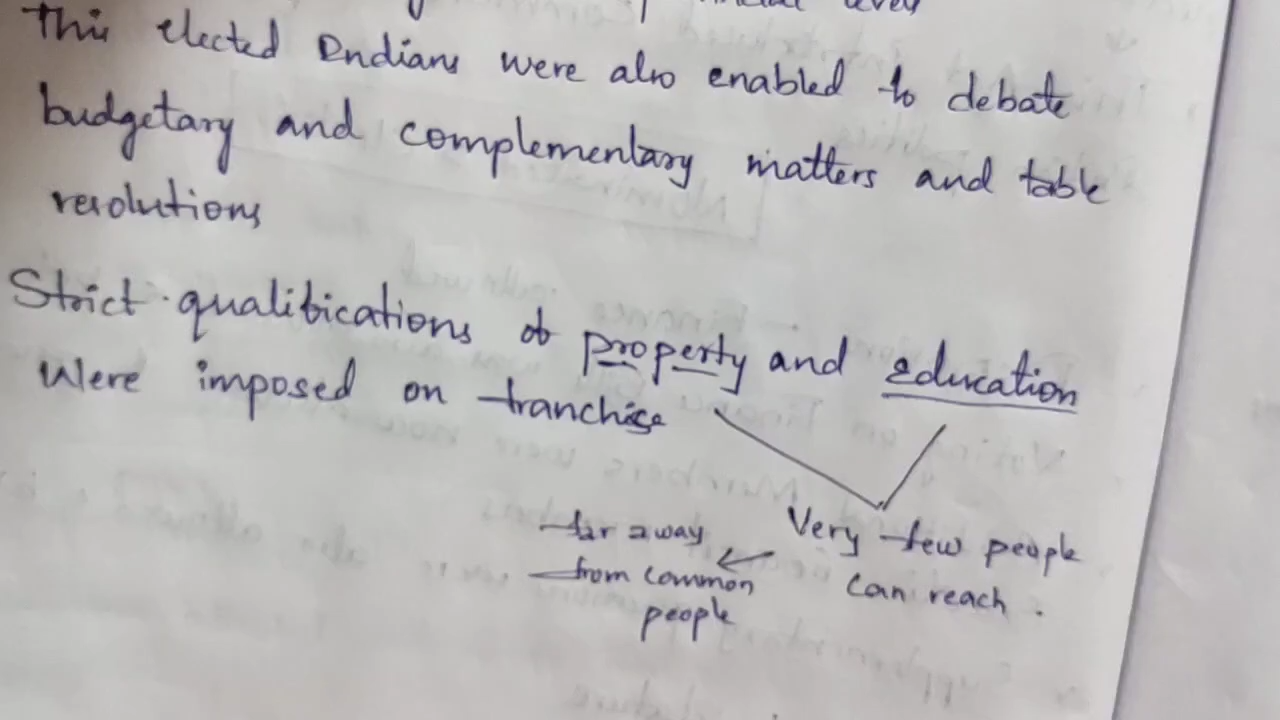 level
This elected Indians were also enabled to debate
budgetary and complementary matters and table
resolutions
Strict qualifications of property and education
Were imposed on franchise
Very few people
can reach.
far away
from common
people